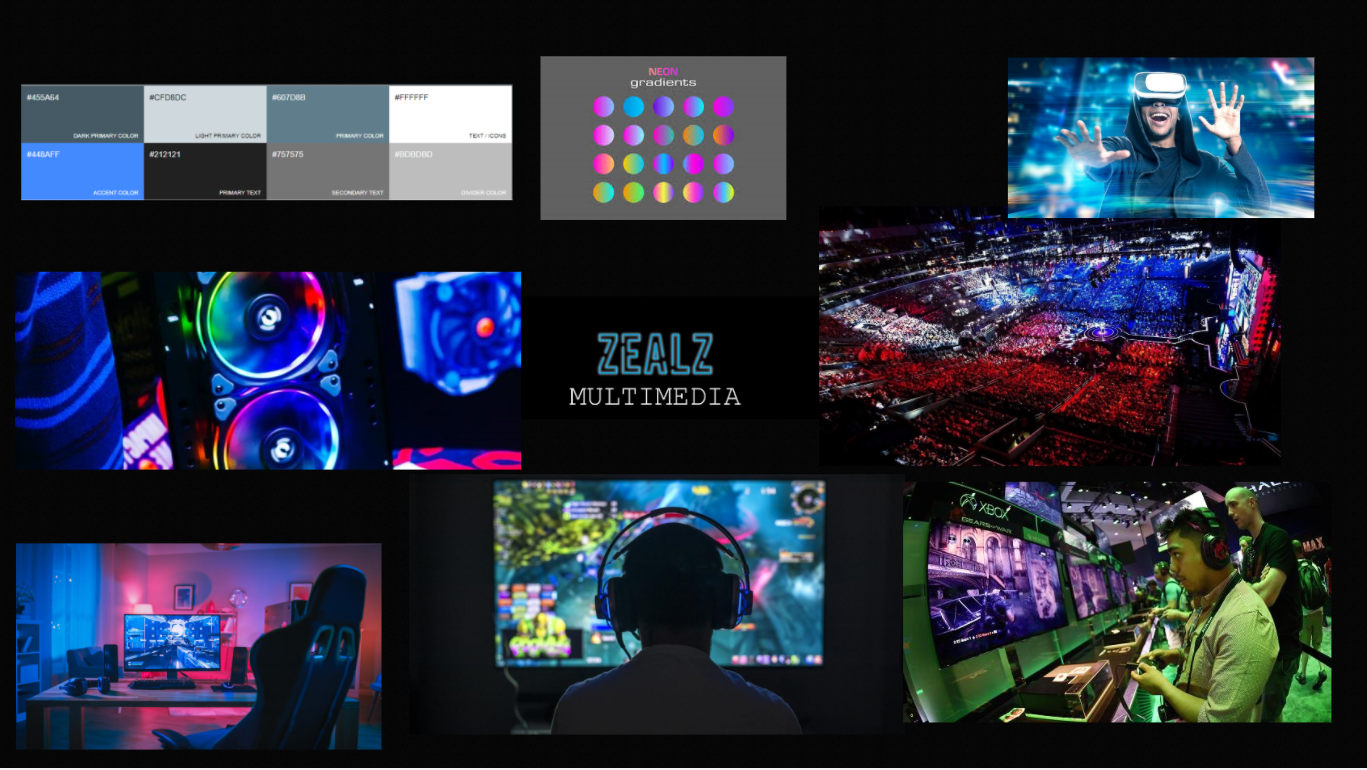 #455A64
DARK PRIMARY COLOR
#CFD8DC
LIGHT PRIMARY COLOR
#607D8B
PRIMARY COLOR
#FFFFFF
TEXT / ICONS
#448AFF
ACCENT COLOR
#212121
PRIMARY TEXT
#757575
SECONDARY TEXT
#BDBDBD
DIVIDER COLOR
NEON
gradients
ZEALZ
MULTIMEDIA
XBOX
GEARS OF WAR
MAX